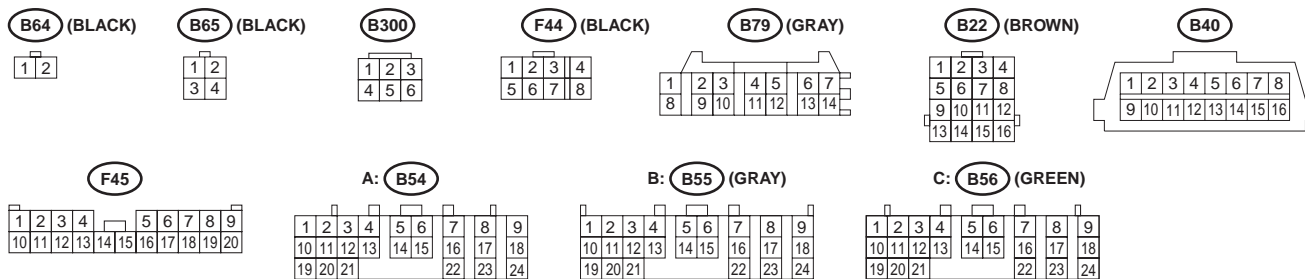 B64 (BLACK) B65 (BLACK) B300 F44 (BLACK) B79 (GRAY) B22 (BROWN) B40
1 2 1 2 1 2 3 1 2 3 4 1 2 3 4 5 6 7 1 2 3 4 1 2 3 4 5 6 7 8
3 4 4 5 6 5 6 7 8 8 9 10 11 12 13 14 5 6 7 8 9 10 11 12 13 14 15 16
9 10 11 12
13 14 15 16
F45 A: B54 B: B55 (GRAY) C: B56 (GREEN)
1 2 3 4 5 6 7 8 9 1 2 3 4 5 6 7 8 9 1 2 3 4 5 6 7 8 9 1 2 3 4 5 6 7 8 9
10 11 12 13 14 15 16 17 18 19 20 10 11 12 13 14 15 16 17 18 10 11 12 13 14 15 16 17 18 10 11 12 13 14 15 16 17 18
19 20 21 22 23 24 19 20 21 22 23 24 19 20 21 22 23 24